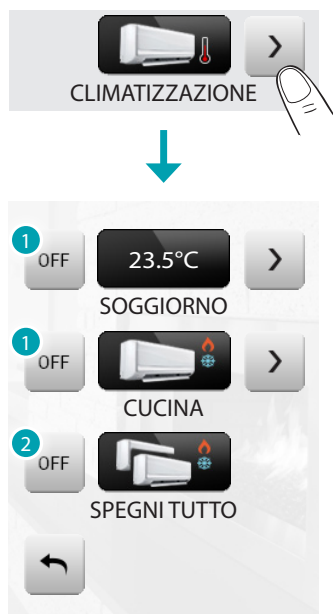 CLIMATIZZAZIONE
1
OFF
23.5°C
SOGGIORNO
1
OFF
CUCINA
2
OFF
SPEGNI TUTTO